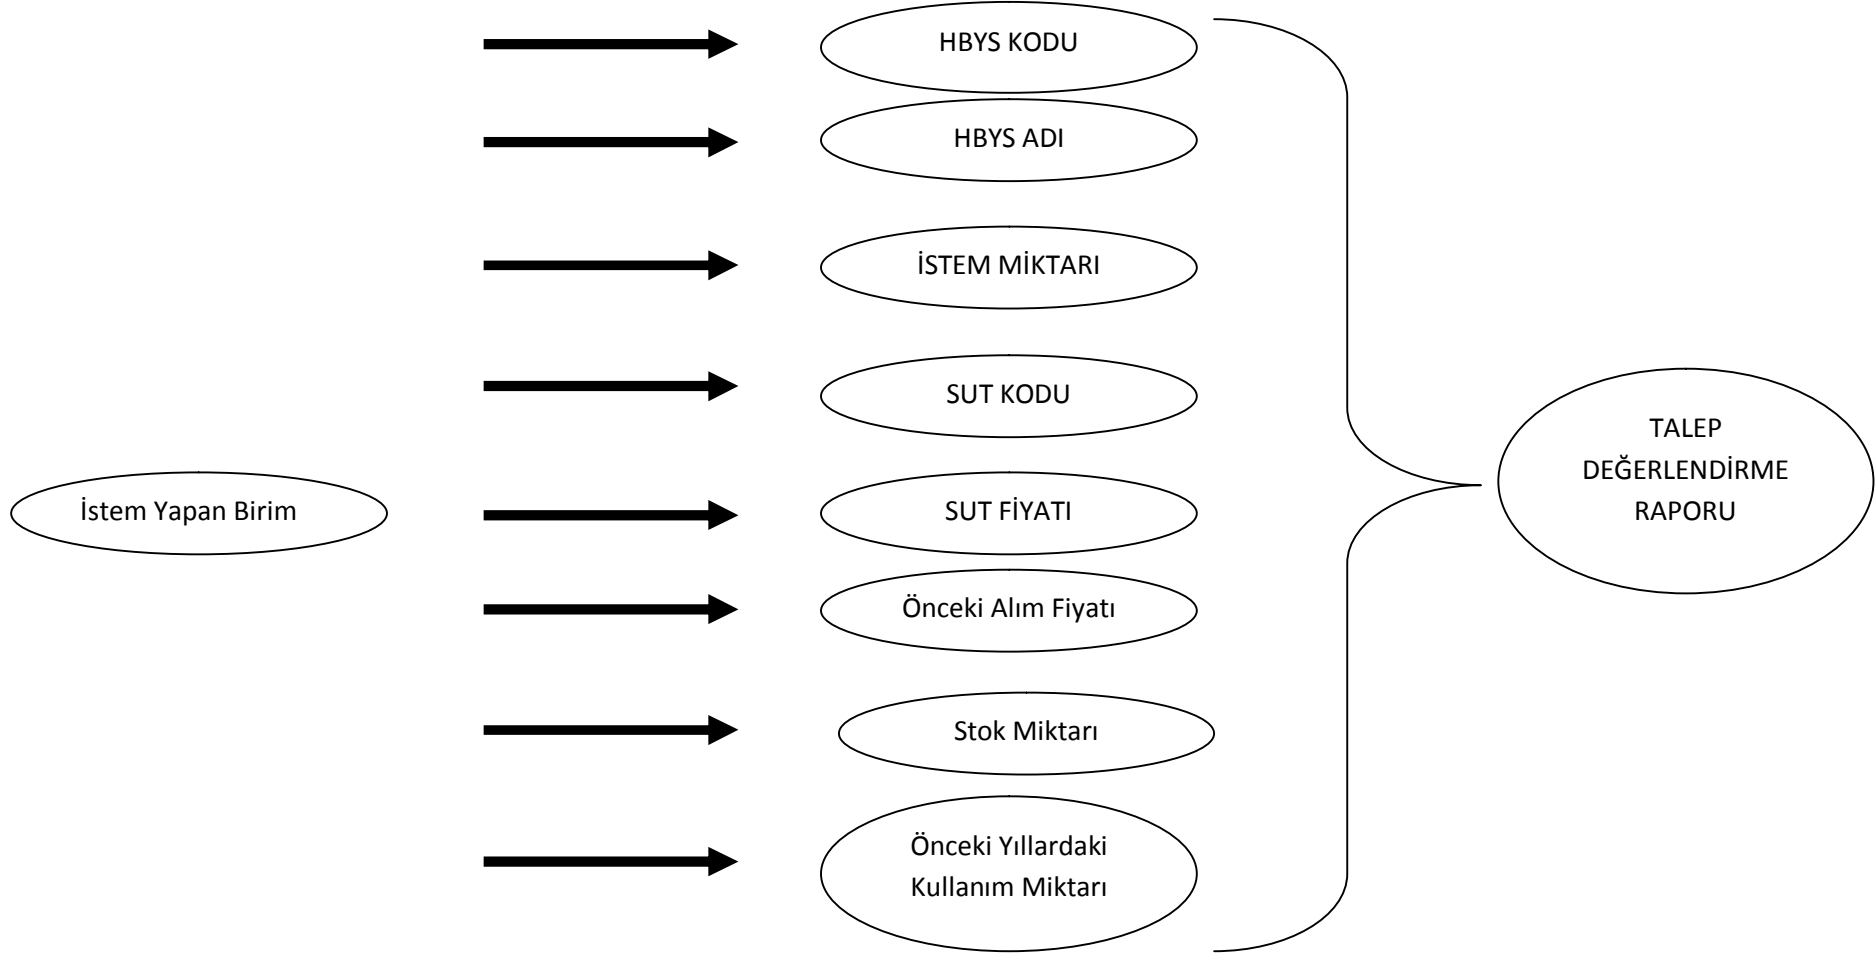 HBYS KODU
HBYS ADI
İSTEM MİKTARI
SUT KODU
İstem Yapan Birim
SUT FİYATI
Önceki Alım Fiyatı
Stok Miktarı
Önceki Yıllardaki
Kullanım Miktarı
TALEP
DEĞERLENDİRME
RAPORU